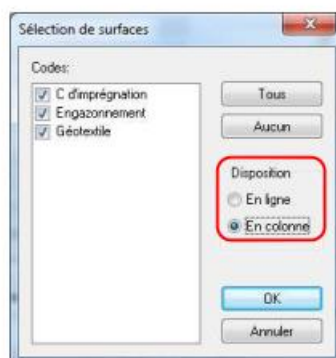 Sélection de surfaces
Codes:
C d'imprégnation
Engazonnement
Géotextile
Tous
Aucun
Disposition
En ligne
En colonne
OK
Annuler